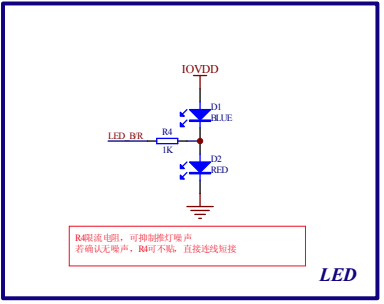 IOVDD
D1
BLUE
LED_B/R
R4
1K
D2
RED
R4限流电阻，可抑制推灯噪声
若确认无噪声，R4可不贴，直接连线短接
LED